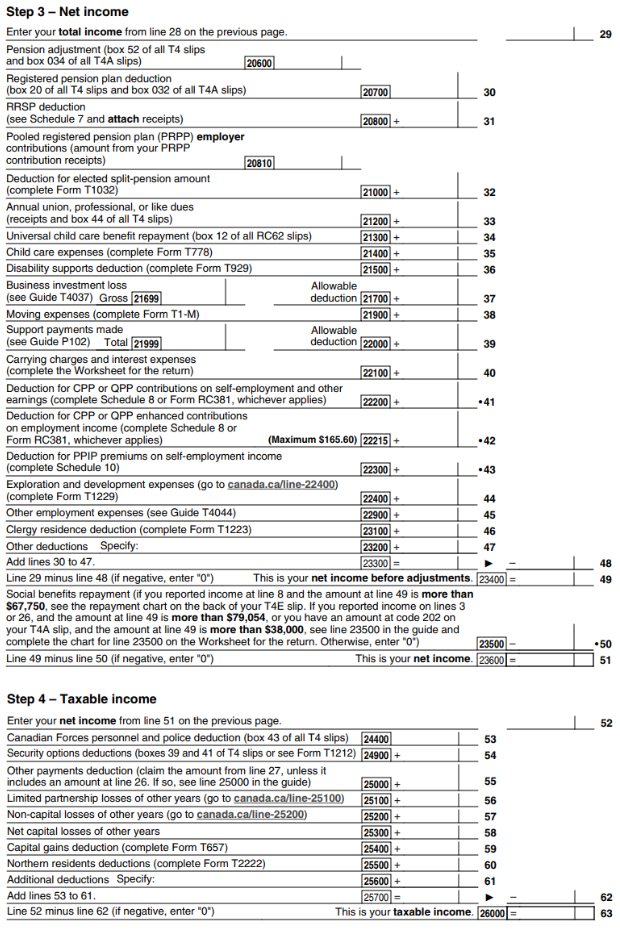 Step 3 – Net income
Enter your total income from line 28 on the previous page. 29
Pension adjustment (box 52 of all T4 slips
and box 034 of all T4A slips) 20600
Registered pension plan deduction
(box 20 of all T4 slips and box 032 of all T4A slips) 20700 30
RRSP deduction
(see Schedule 7 and attach receipts) 20800 + 31
Pooled registered pension plan (PRPP) employer
contributions (amount from your PRPP
contribution receipts) 20810
Deduction for elected split-pension amount
(complete Form T1032) 21000 + 32
Annual union, professional, or like dues
(receipts and box 44 of all T4 slips) 21200 + 33
Universal child care benefit repayment (box 12 of all RC62 slips) 21300 + 34
Child care expenses (complete Form T778) 21400 + 35
Disability supports deduction (complete Form T929) 21500 + 36
Business investment loss Allowable
(see Guide T4037) Gross 21699 deduction 21700 + 37
Moving expenses (complete Form T1-M) 21900 + 38
Support payments made Allowable
(see Guide P102) Total 21999 deduction 22000 + 39
Carrying charges and interest expenses
(complete the Worksheet for the return) 22100 + 40
Deduction for CPP or QPP contributions on self-employment and other
earnings (complete Schedule 8 or Form RC381, whichever applies) 22200 + •41
Deduction for CPP or QPP enhanced contributions
on employment income (complete Schedule 8 or
Form RC381, whichever applies) (Maximum $165.60) 22215 + •42
Deduction for PPIP premiums on self-employment income
(complete Schedule 10) 22300 + •43
Exploration and development expenses (go to canada.ca/line-22400)
(complete Form T1229) 22400 + 44
Other employment expenses (see Guide T4044) 22900 + 45
Clergy residence deduction (complete Form T1223) 23100 + 46
Other deductions Specify: 23200 + 47
Add lines 30 to 47. 23300 = ► – 48
Line 29 minus line 48 (if negative, enter "0") This is your net income before adjustments. 23400 = 49
Social benefits repayment (if you reported income at line 8 and the amount at line 49 is more than
$67,750, see the repayment chart on the back of your T4E slip. If you reported income on lines 3
or 26, and the amount at line 49 is more than $79,054, or you have an amount at code 202 on
your T4A slip, and the amount at line 49 is more than $38,000, see line 23500 in the guide and
complete the chart for line 23500 on the Worksheet for the return. Otherwise, enter "0") 23500 – •50
Line 49 minus line 50 (if negative, enter "0") This is your net income. 23600 = 51
Step 4 – Taxable income
Enter your net income from line 51 on the previous page. 52
Canadian Forces personnel and police deduction (box 43 of all T4 slips) 24400 53
Security options deductions (boxes 39 and 41 of T4 slips or see Form T1212) 24900 + 54
Other payments deduction (claim the amount from line 27, unless it
includes an amount at line 26. If so, see line 25000 in the guide) 25000 + 55
Limited partnership losses of other years (go to canada.ca/line-25100) 25100 + 56
Non-capital losses of other years (go to canada.ca/line-25200) 25200 + 57
Net capital losses of other years 25300 + 58
Capital gains deduction (complete Form T657) 25400 + 59
Northern residents deductions (complete Form T2222) 25500 + 60
Additional deductions Specify: 25600 + 61
Add lines 53 to 61. 25700 = ► – 62
Line 52 minus line 62 (if negative, enter "0") This is your taxable income. 26000 = 63